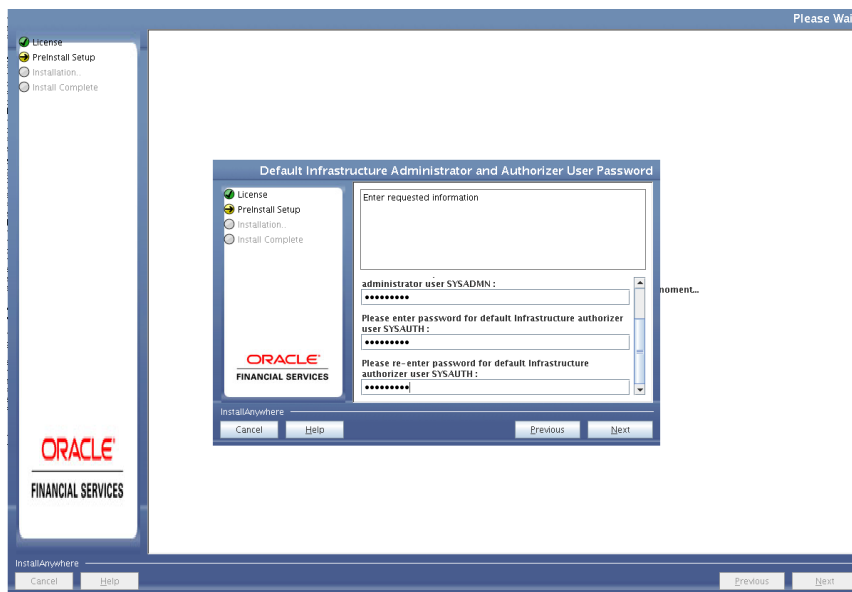 Please Wai
License
PreInstall Setup
Installation..
Install Complete
Default Infrastructure Administrator and Authorizer User Password
License
PreInstall Setup
Installation..
Install Complete
Enter requested information
administrator user SYSADMN :
•••••••••
Please enter password for default Infrastructure authorizer
user SYSAUTH :
•••••••••
Please re-enter password for default Infrastructure
authorizer user SYSAUTH :
•••••••••
moment...
ORACLE
FINANCIAL SERVICES
InstallAnywhere
Cancel
Help
Previous
Next
ORACLE
FINANCIAL SERVICES
InstallAnywhere
Cancel
Help
Previous
Next